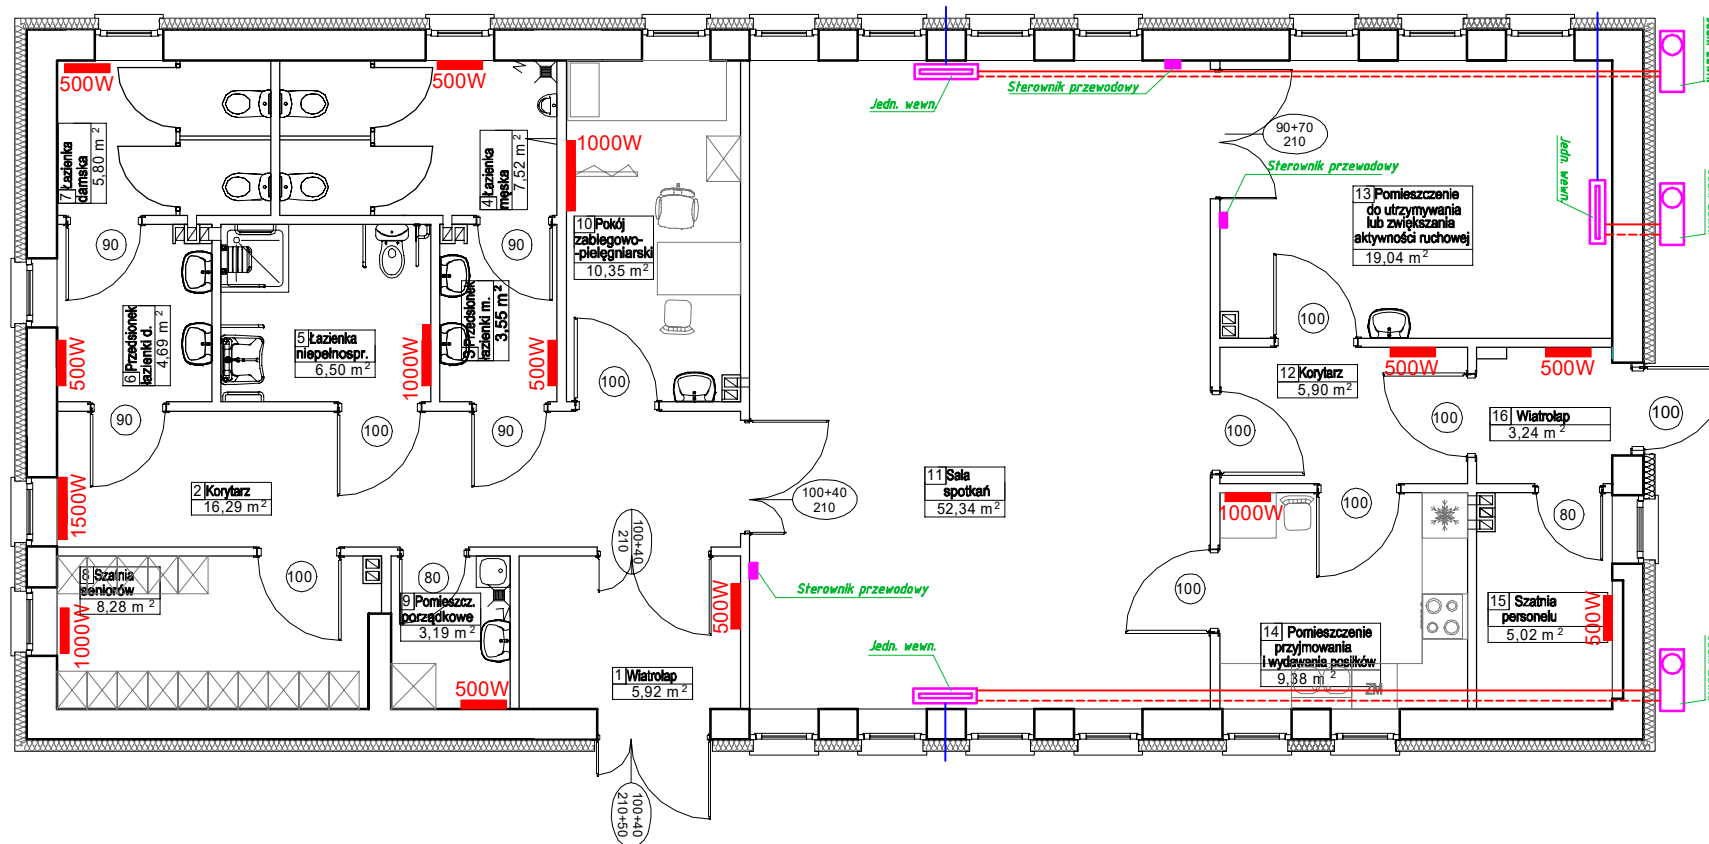 500W
500W
1000W
Jedn. wewn.
Sterownik przewodowy
90+70
210
Sterownik przewodowy
Jedn. wewn.
7 Łazienka
damska
5,80 m²
4 Łazienka
męska
7,52 m²
10 Pokój
zabiegowo-
-pielęgniarski
10,35 m²
13 Pomieszczenie
do utrzymywania
lub zwiększania
aktywności ruchowej
19,04 m²
90
90
6 Przedsionek
łazienki d.
4,69 m²
500W
5 Łazienka
niepełnospr.
6,50 m²
1000W
3 Przedsionek
łazienki m.
3,55 m²
500W
100
100
12 Korytarz
5,90 m²
500W
500W
90
100
90
100
100
16 Wiatrołap
3,24 m²
100
2 Korytarz
16,29 m²
1500W
100+40
210
11 Sala
spotkań
52,34 m²
1000W
100
80
100+40
210
100
80
100
8 Szatnia
seniorów
8,28 m²
1000W
9 Pomieszcz.
porządkowe
3,19 m²
500W
500W
Sterownik przewodowy
Jedn. wewn.
1 Wiatrołap
5,92 m²
14 Pomieszczenie
przyjmowania
i wydawania posiłków
9,38 m²
ZM
15 Szatnia
personelu
5,02 m²
500W
100+40
210+50